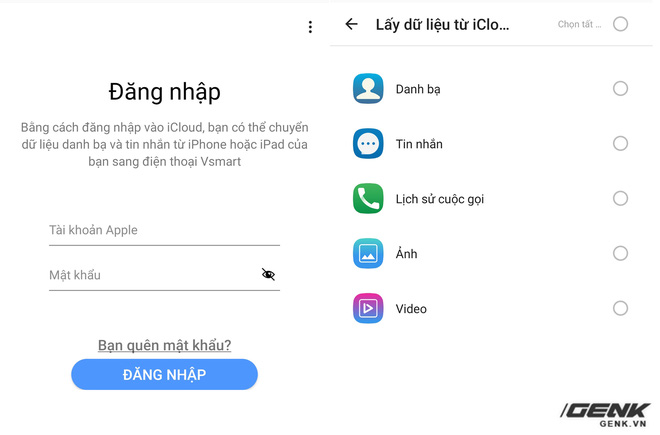 Đăng nhập
Bằng cách đăng nhập vào iCloud, bạn có thể chuyển
dữ liệu danh bạ và tin nhắn từ iPhone hoặc iPad của
bạn sang điện thoại Vsmart
Tài khoản Apple
Mật khẩu
Bạn quên mật khẩu?
ĐĂNG NHẬP
Lấy dữ liệu từ iClo...
Chọn tất ...
Danh bạ
Tin nhắn
Lịch sử cuộc gọi
Ảnh
Video
GENK
GENK.VN